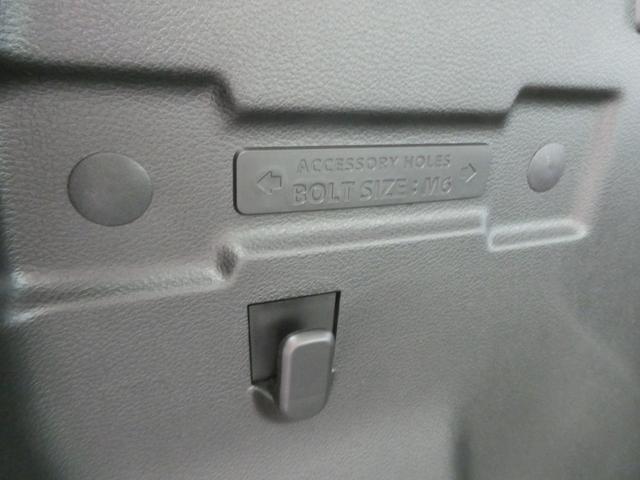 ACCESSORY HOLES
BOLT SIZE : M6